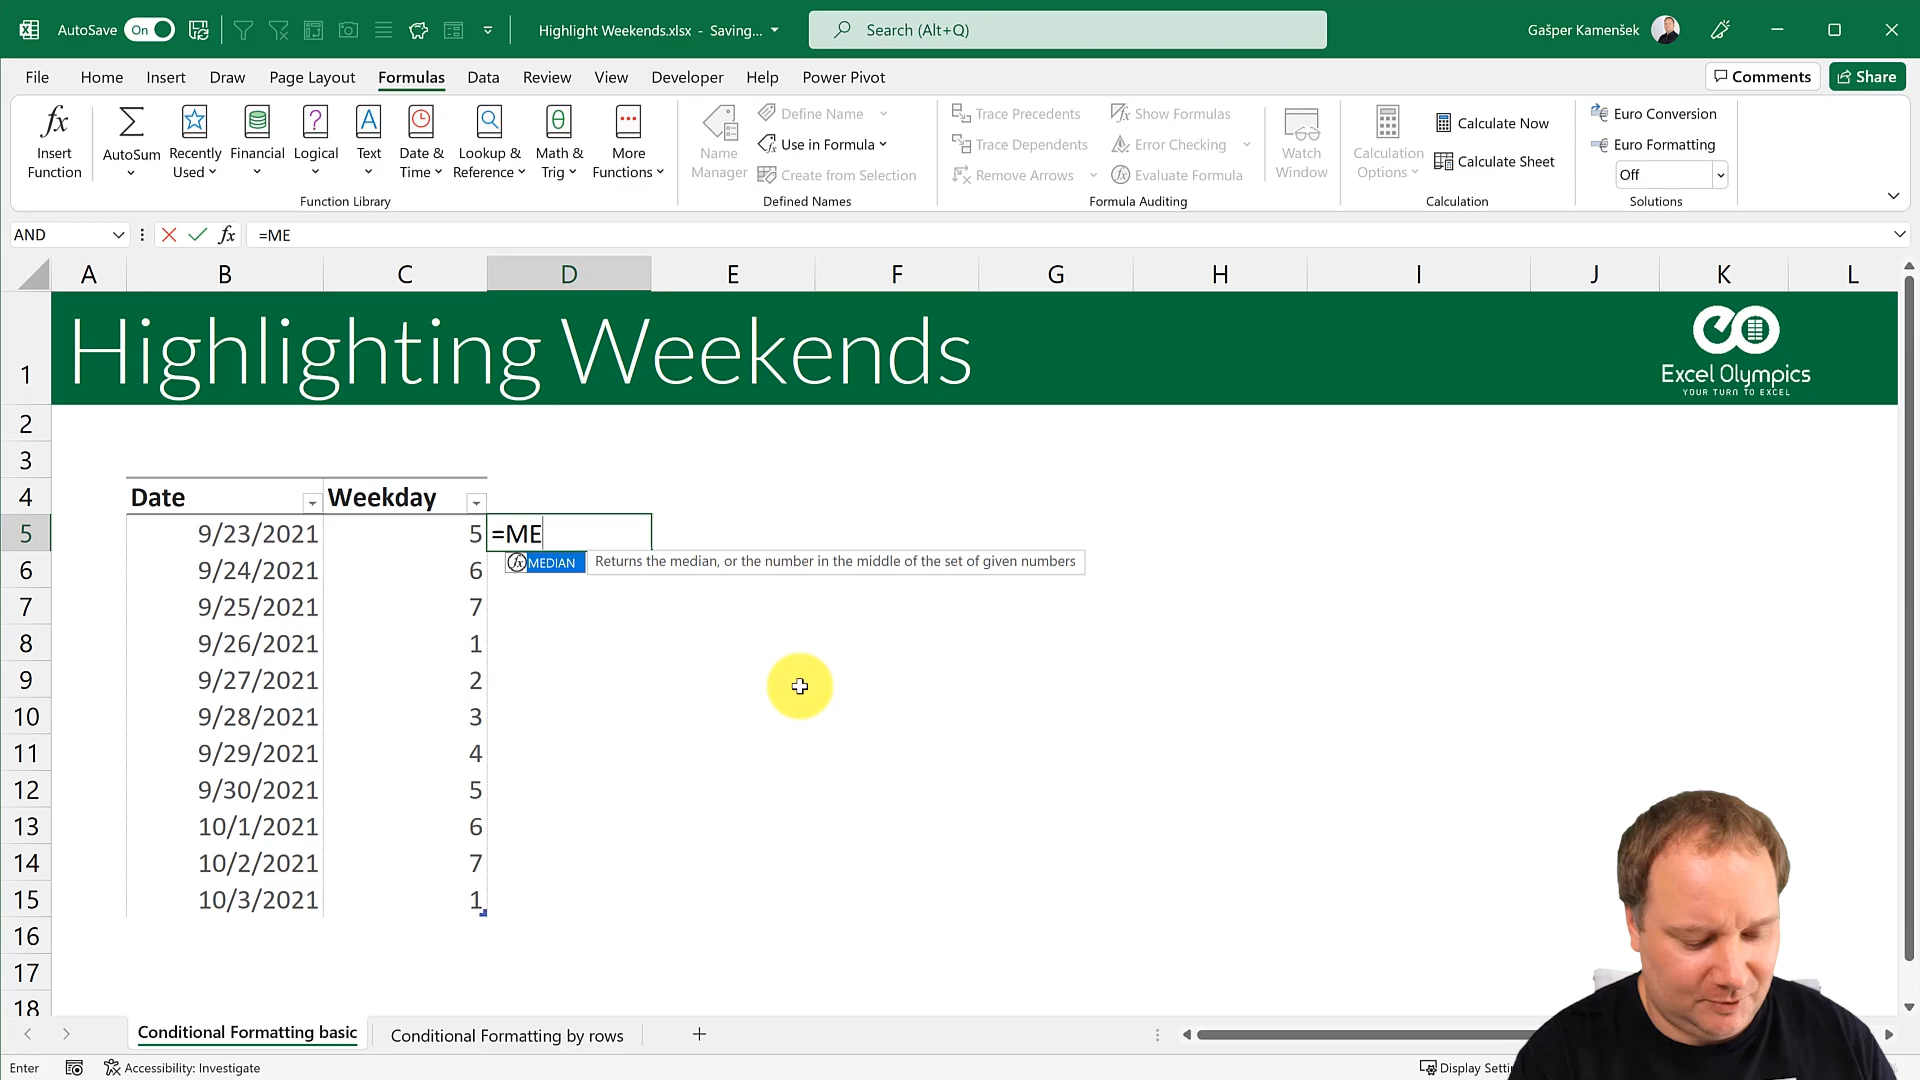 AutoSave On Highlight Weekends.xlsx - Saving... Search (Alt+Q) Gašper Kamenšek
File Home Insert Draw Page Layout Formulas Data Review View Developer Help Power Pivot Comments Share
Insert Function
AutoSum
Recently Used
Financial
Logical
Text
Date & Time
Lookup & Reference
Math & Trig
More Functions
Function Library
Name Manager
Define Name
Use in Formula
Create from Selection
Defined Names
Trace Precedents
Trace Dependents
Remove Arrows
Show Formulas
Error Checking
Evaluate Formula
Formula Auditing
Watch Window
Calculation Options
Calculate Now
Calculate Sheet
Calculation
Euro Conversion
Euro Formatting
Off
Solutions
AND fx =ME
A B C D E F G H I J K L
1 Highlighting Weekends
Excel Olympics
YOUR TURN TO EXCEL
2
3
4 Date Weekday
5 9/23/2021 5 =ME
MEDIAN Returns the median, or the number in the middle of the set of given numbers
6 9/24/2021 6
7 9/25/2021 7
8 9/26/2021 1
9 9/27/2021 2
10 9/28/2021 3
11 9/29/2021 4
12 9/30/2021 5
13 10/1/2021 6
14 10/2/2021 7
15 10/3/2021 1
16
17
18
Conditional Formatting basic Conditional Formatting by rows
Enter Accessibility: Investigate Display